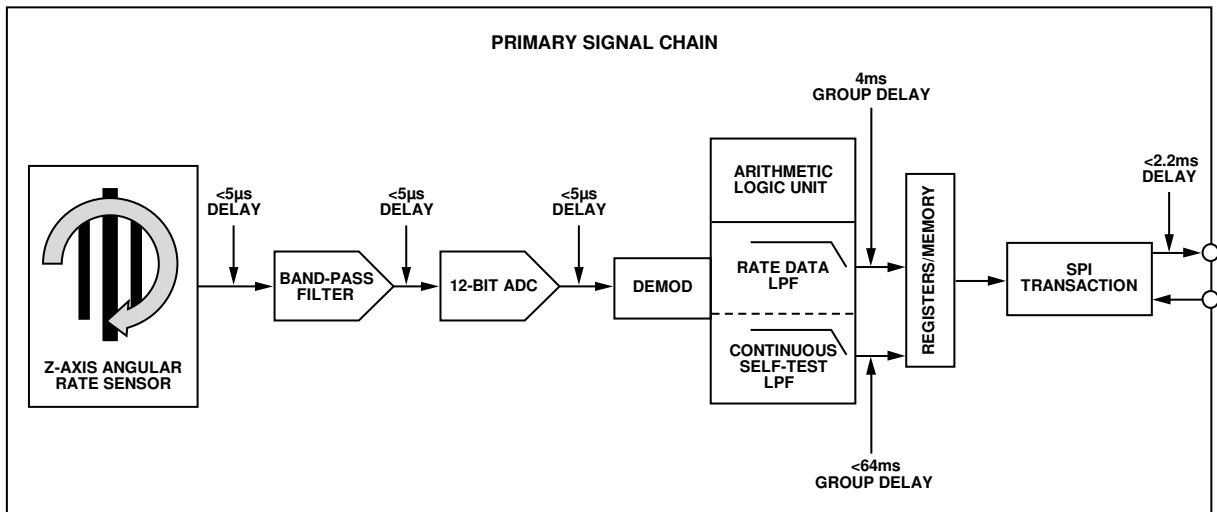 PRIMARY SIGNAL CHAIN
4ms
GROUP DELAY
ARITHMETIC
LOGIC UNIT
<2.2ms
DELAY
<5µs
DELAY
<5µs
DELAY
<5µs
DELAY
BAND-PASS
FILTER
12-BIT ADC
DEMOD
RATE DATA
LPF
REGISTERS/MEMORY
SPI
TRANSACTION
CONTINUOUS
SELF-TEST
LPF
Z-AXIS ANGULAR
RATE SENSOR
<64ms
GROUP DELAY